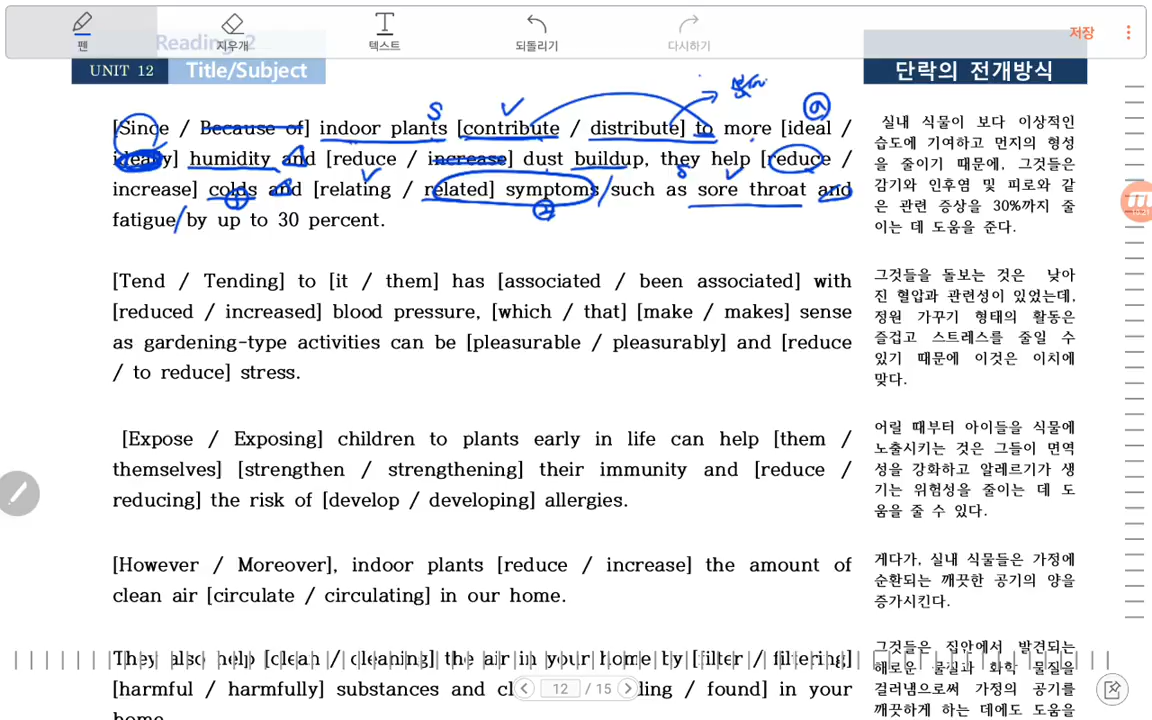 펜 지우개 텍스트 되돌리기 다시하기 저장
Reading 2
UNIT 12 Title/Subject
단락의 전개방식
[Since / Because of] indoor plants [contribute / distribute] to more [ideal /
ideally] humidity and [reduce / increase] dust buildup, they help [reduce /
increase] colds and [relating / related] symptoms such as sore throat and
fatigue by up to 30 percent.
실내 식물이 보다 이상적인
습도에 기여하고 먼지의 형성
을 줄이기 때문에, 그것들은
감기와 인후염 및 피로와 같
은 관련 증상을 30%까지 줄
이는 데 도움을 준다.
[Tend / Tending] to [it / them] has [associated / been associated] with
[reduced / increased] blood pressure, [which / that] [make / makes] sense
as gardening-type activities can be [pleasurable / pleasurably] and [reduce
/ to reduce] stress.
그것들을 돌보는 것은 낮아
진 혈압과 관련성이 있었는데,
정원 가꾸기 형태의 활동은
즐겁고 스트레스를 줄일 수
있기 때문에 이것은 이치에
맞다.
[Expose / Exposing] children to plants early in life can help [them /
themselves] [strengthen / strengthening] their immunity and [reduce /
reducing] the risk of [develop / developing] allergies.
어릴 때부터 아이들을 식물에
노출시키는 것은 그들이 면역
성을 강화하고 알레르기가 생
기는 위험성을 줄이는 데 도
움을 줄 수 있다.
[However / Moreover], indoor plants [reduce / increase] the amount of
clean air [circulate / circulating] in our home.
게다가, 실내 식물들은 가정에
순환되는 깨끗한 공기의 양을
증가시킨다.
They also help [clean / cleaning] the air in your home by [filter / filtering]
[harmful / harmfully] substances and / found] in your
home
그것들은 집안에서 발견되는
해로운 물질과 화학 물질을
걸러냄으로써 가정의 공기를
깨끗하게 하는 데에도 도움을
12 / 15